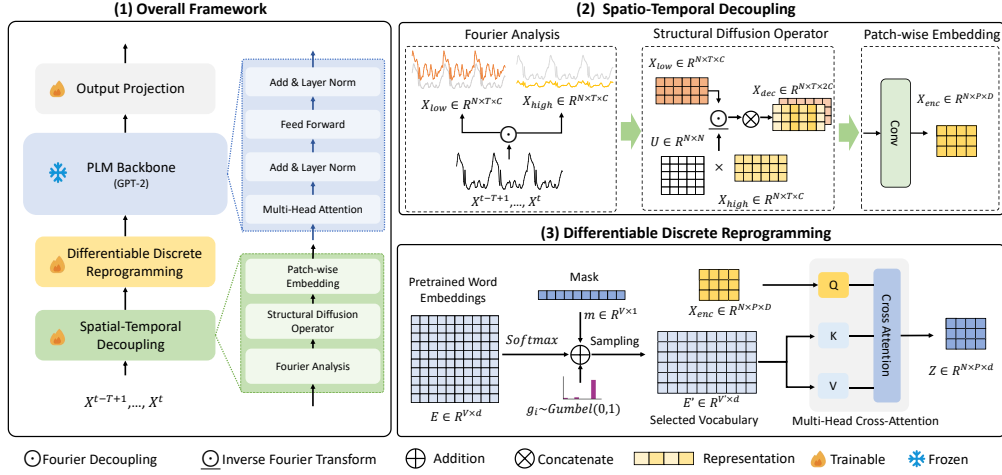 (1) Overall Framework
Output Projection
PLM Backbone
(GPT-2)
Differentiable Discrete
Reprogramming
Spatial-Temporal
Decoupling
X^{t-T+1},..., X^t
Add & Layer Norm
Feed Forward
Add & Layer Norm
Multi-Head Attention
Patch-wise
Embedding
Structural Diffusion
Operator
Fourier Analysis
(2) Spatio-Temporal Decoupling
Fourier Analysis
X_{low} ∈ R^{N×T×C}
X_{high} ∈ R^{N×T×C}
X^{t-T+1},..., X^t
Structural Diffusion Operator
X_{low} ∈ R^{N×T×C}
X_{dec} ∈ R^{N×T×2C}
U ∈ R^{N×N}
×
X_{high} ∈ R^{N×T×C}
Patch-wise Embedding
Conv
X_{enc} ∈ R^{N×P×D}
(3) Differentiable Discrete Reprogramming
Pretrained Word
Embeddings
E ∈ R^{V×d}
Mask
m ∈ R^{V×1}
Softmax
Sampling
g_i~Gumbel(0,1)
X_{enc} ∈ R^{N×P×D}
E' ∈ R^{V'×d}
Selected Vocabulary
Q
K
V
Cross Attention
Multi-Head Cross-Attention
Z ∈ R^{N×P×d}
Fourier Decoupling
Inverse Fourier Transform
Addition
Concatenate
Representation
Trainable
Frozen